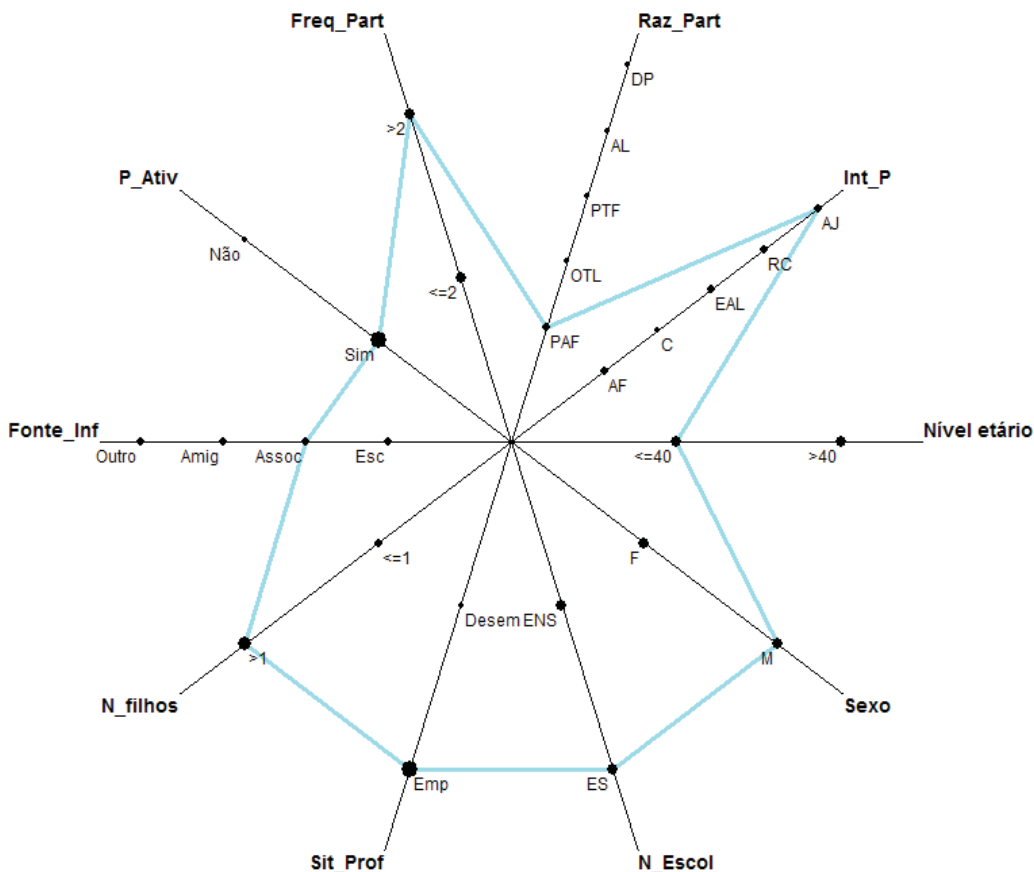 Freq_Part
Raz_Part
DP
>2
AL
P_Ativ
Int_P
PTF
AJ
Não
RC
OTL
<=2
EAL
PAF
C
Sim
AF
Fonte_Inf
Nível etário
Outro
Amig
Assoc
Esc
<=40
>40
<=1
F
Desem
ENS
>1
M
N_filhos
Sexo
Emp
ES
Sit_Prof
N_Escol